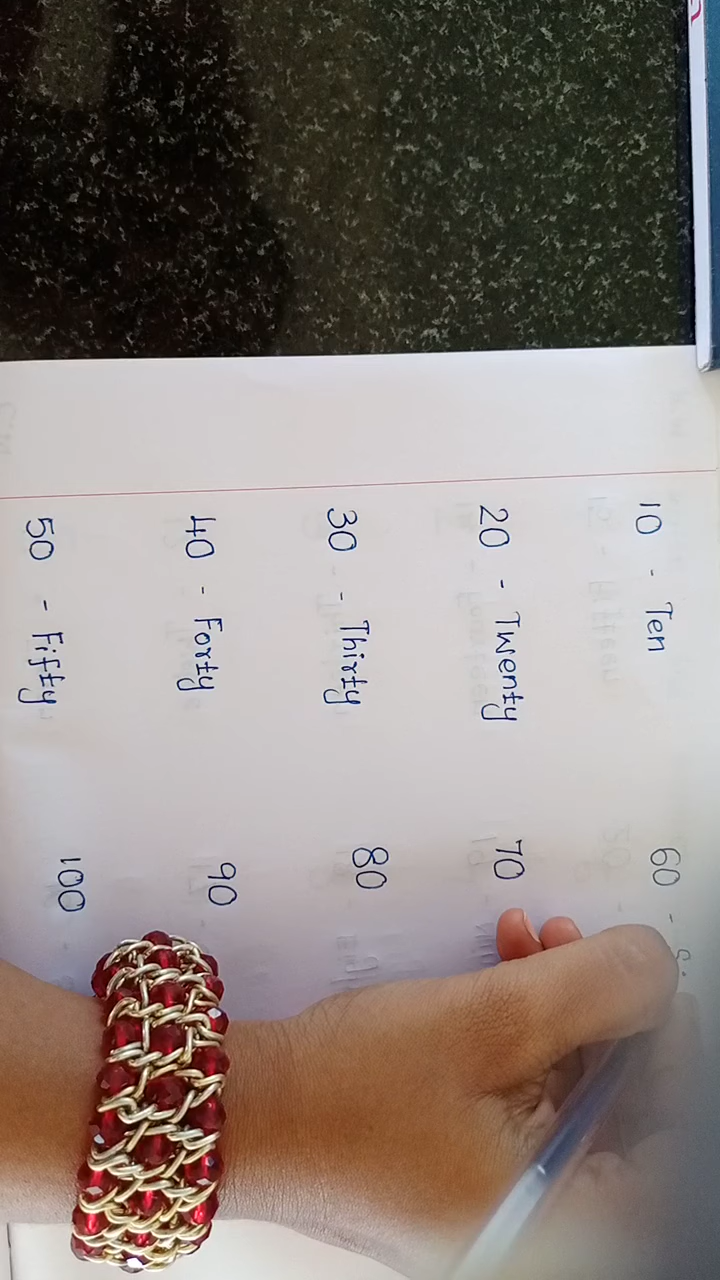 10 - Ten
20 - Twenty
30 - Thirty
40 - Forty
50 - Fifty
60 -
70
80
90
100